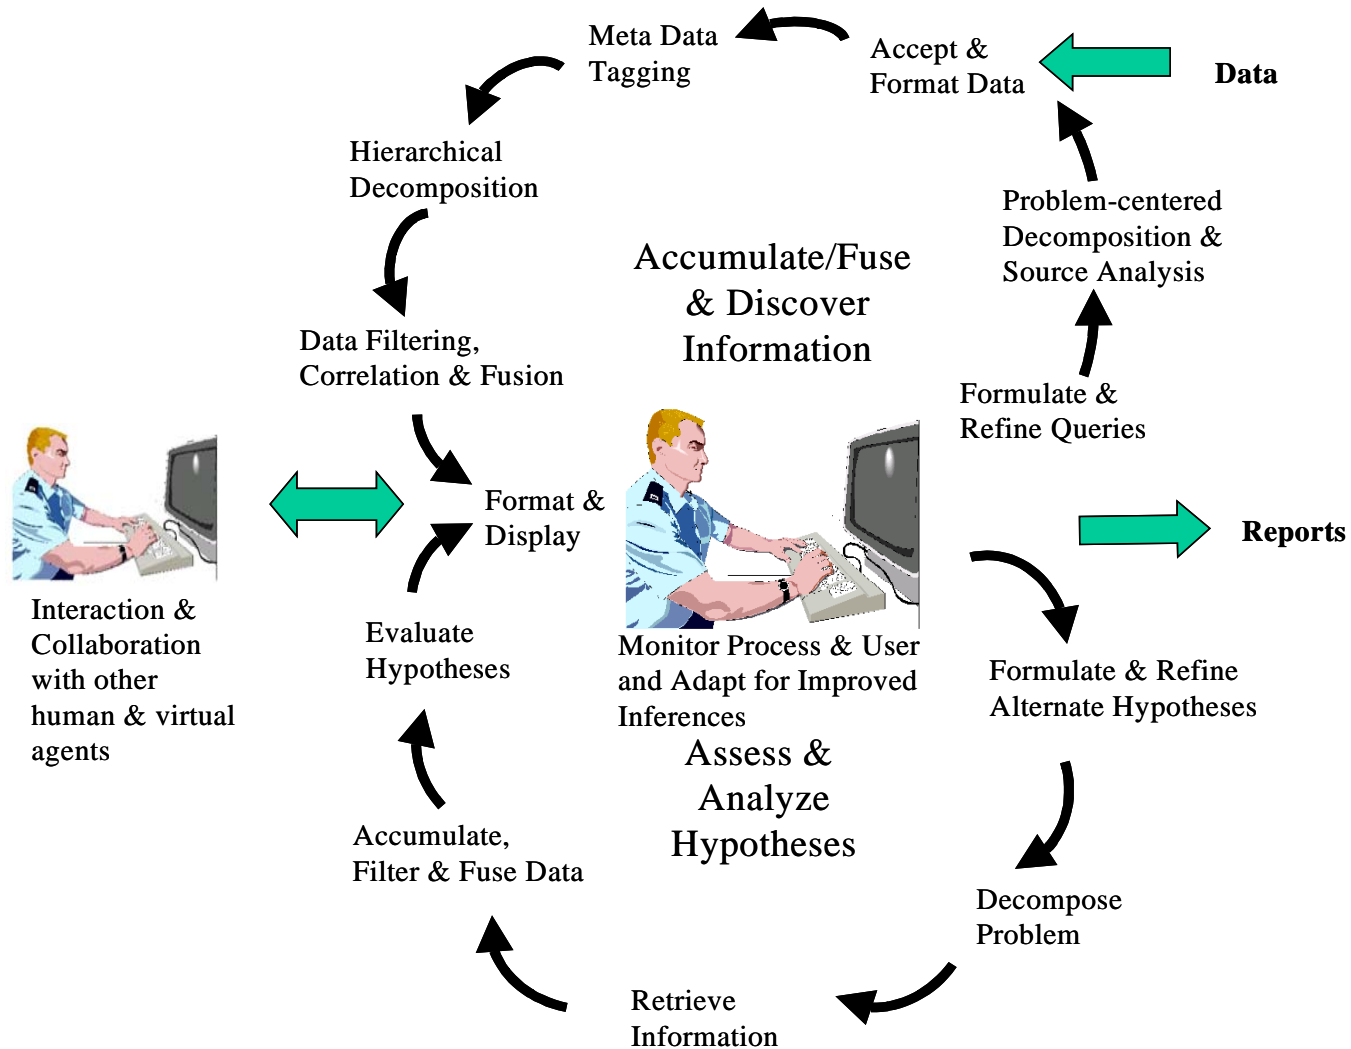 Meta Data
Tagging
Accept &
Format Data
Data
Hierarchical
Decomposition
Problem-centered
Decomposition &
Source Analysis
Accumulate/Fuse
& Discover
Information
Data Filtering,
Correlation & Fusion
Formulate &
Refine Queries
Format &
Display
Reports
Interaction &
Collaboration
with other
human & virtual
agents
Evaluate
Hypotheses
Monitor Process & User
and Adapt for Improved
Inferences
Formulate & Refine
Alternate Hypotheses
Assess &
Analyze
Hypotheses
Accumulate,
Filter & Fuse Data
Decompose
Problem
Retrieve
Information